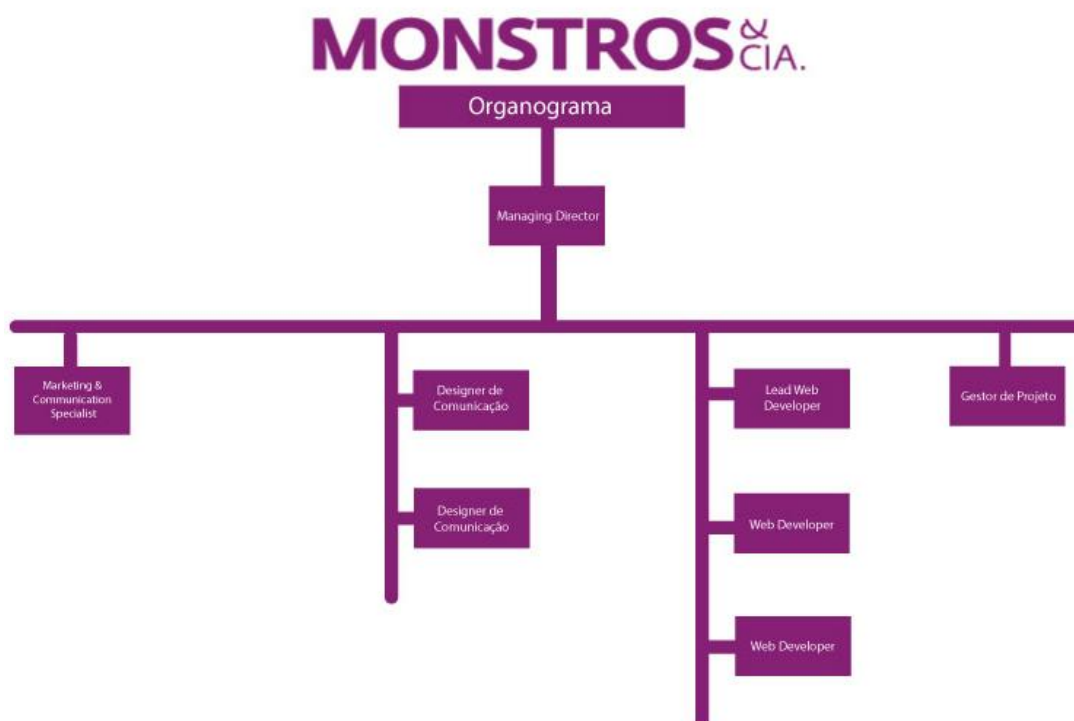 MONSTROS & CIA.
Organograma
Managing Director
Marketing &
Communication
Specialist
Designer de
Comunicação
Designer de
Comunicação
Lead Web
Developer
Web Developer
Web Developer
Gestor de Projeto